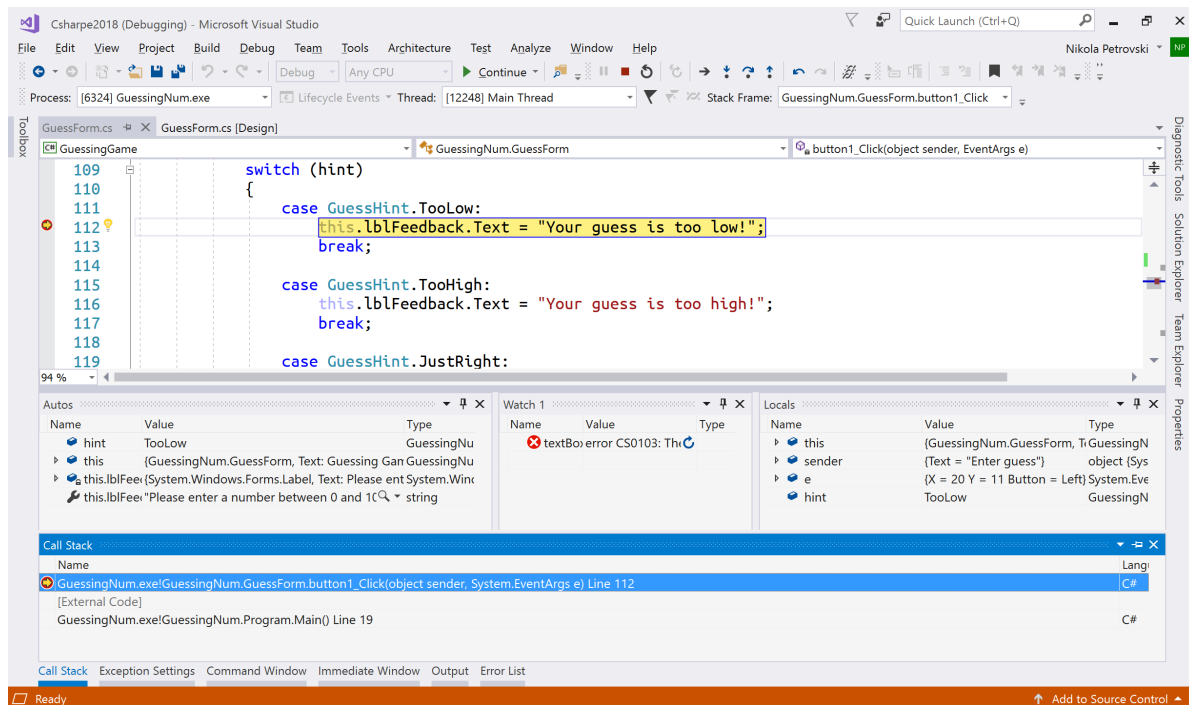 Csharpe2018 (Debugging) - Microsoft Visual Studio
Quick Launch (Ctrl+Q)
File Edit View Project Build Debug Team Tools Architecture Test Analyze Window Help
Nikola Petrovski NP
Debug Any CPU Continue
Process: [6324] GuessingNum.exe Lifecycle Events Thread: [12248] Main Thread Stack Frame: GuessingNum.GuessForm.button1_Click
Toolbox
GuessForm.cs GuessForm.cs [Design]
C# GuessingGame GuessingNum.GuessForm button1_Click(object sender, EventArgs e)
109 switch (hint)
110 {
111 case GuessHint.TooLow:
112 this.lblFeedback.Text = "Your guess is too low!";
113 break;
114
115 case GuessHint.TooHigh:
116 this.lblFeedback.Text = "Your guess is too high!";
117 break;
118
119 case GuessHint.JustRight:
94 %
Diagnostic Tools
Solution Explorer
Team Explorer
Properties
Autos
Name Value Type
hint TooLow GuessingNu
this {GuessingNum.GuessForm, Text: Guessing Gam GuessingNu
this.lblFee {System.Windows.Forms.Label, Text: Please ent System.Winc
this.lblFee "Please enter a number between 0 and 10 string
Watch 1
Name Value Type
textBo error CS0103: The
Locals
Name Value Type
this {GuessingNum.GuessForm, T GuessingN
sender {Text = "Enter guess"} object {Sys
e {X = 20 Y = 11 Button = Left} System.Eve
hint TooLow GuessingN
Call Stack
Name Lang
GuessingNum.exe!GuessingNum.GuessForm.button1_Click(object sender, System.EventArgs e) Line 112 C#
[External Code]
GuessingNum.exe!GuessingNum.Program.Main() Line 19 C#
Call Stack Exception Settings Command Window Immediate Window Output Error List
Ready
Add to Source Control